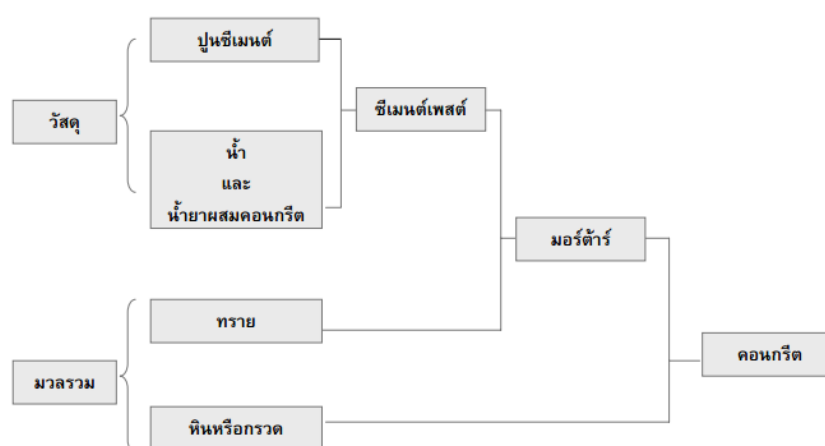 ปูนซีเมนต์
วัสดุ
ซีเมนต์เพสต์
น้ำ
และ
น้ำยาผสมคอนกรีต
มอร์ต้าร์
ทราย
คอนกรีต
มวลรวม
หินหรือกรวด